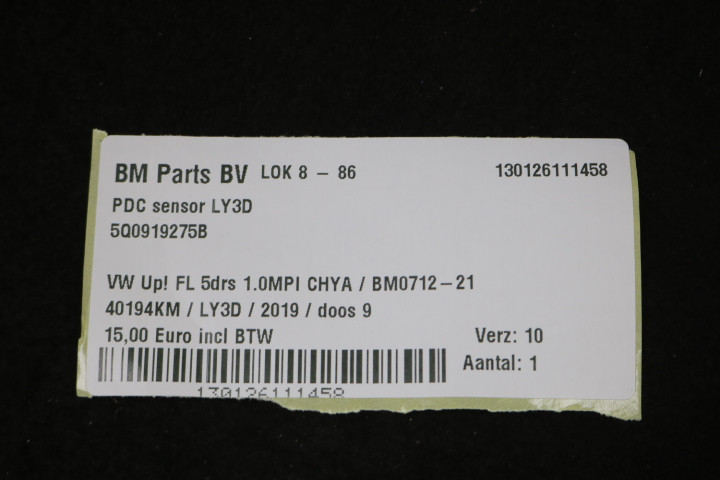 BM Parts BV LOK 8 - 86 130126111458
PDC sensor LY3D
5Q0919275B
VW Up! FL 5drs 1.0MPI CHYA / BM0712-21
40194KM / LY3D / 2019 / doos 9
15,00 Euro incl BTW Verz: 10
Aantal: 1
130126111458